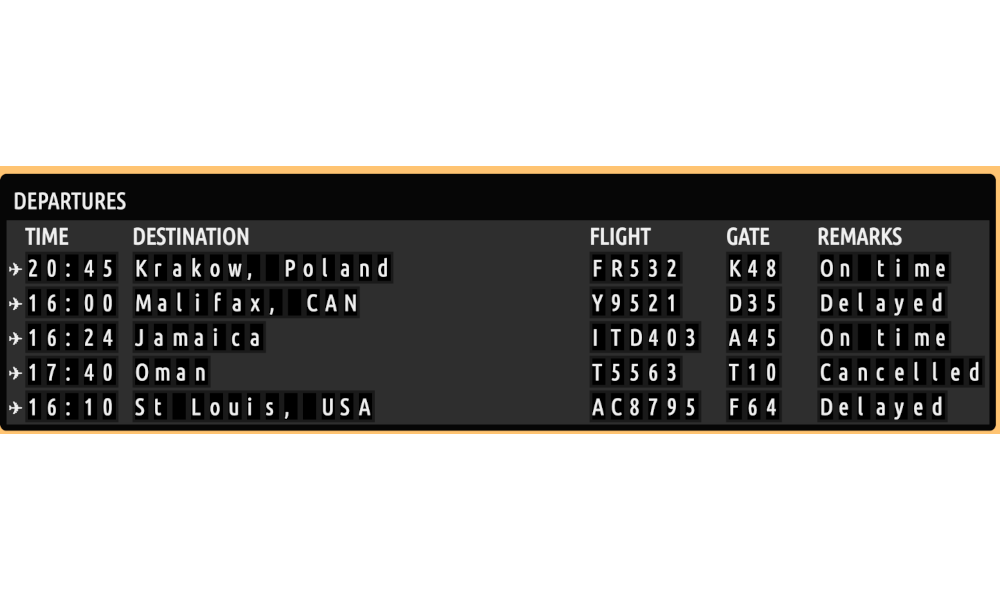 DEPARTURES
TIME DESTINATION FLIGHT GATE REMARKS
20:45 Krakow, Poland FR532 K48 On time
16:00 Malifax, CAN Y9521 D35 Delayed
16:24 Jamaica ITD403 A45 On time
17:40 Oman T5563 T10 Cancelled
16:10 St Louis, USA AC8795 F64 Delayed